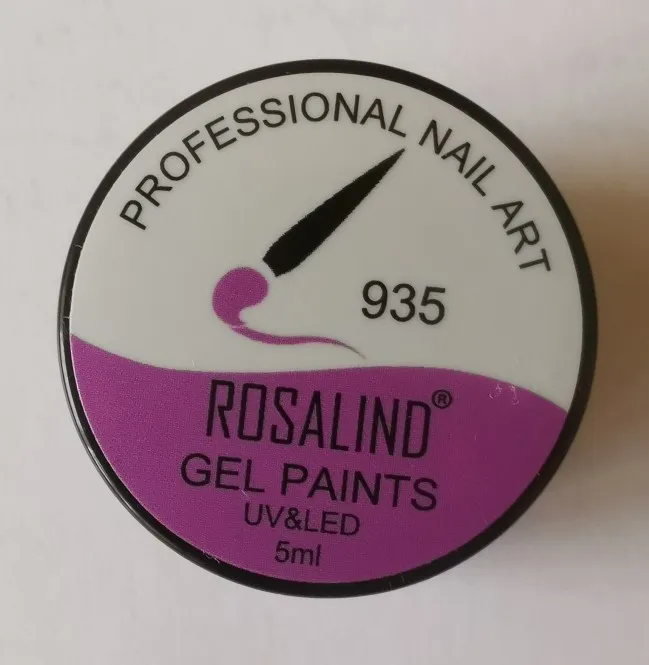 PROFESSIONAL NAIL ART
935
ROSALIND®
GEL PAINTS
UV&LED
5ml